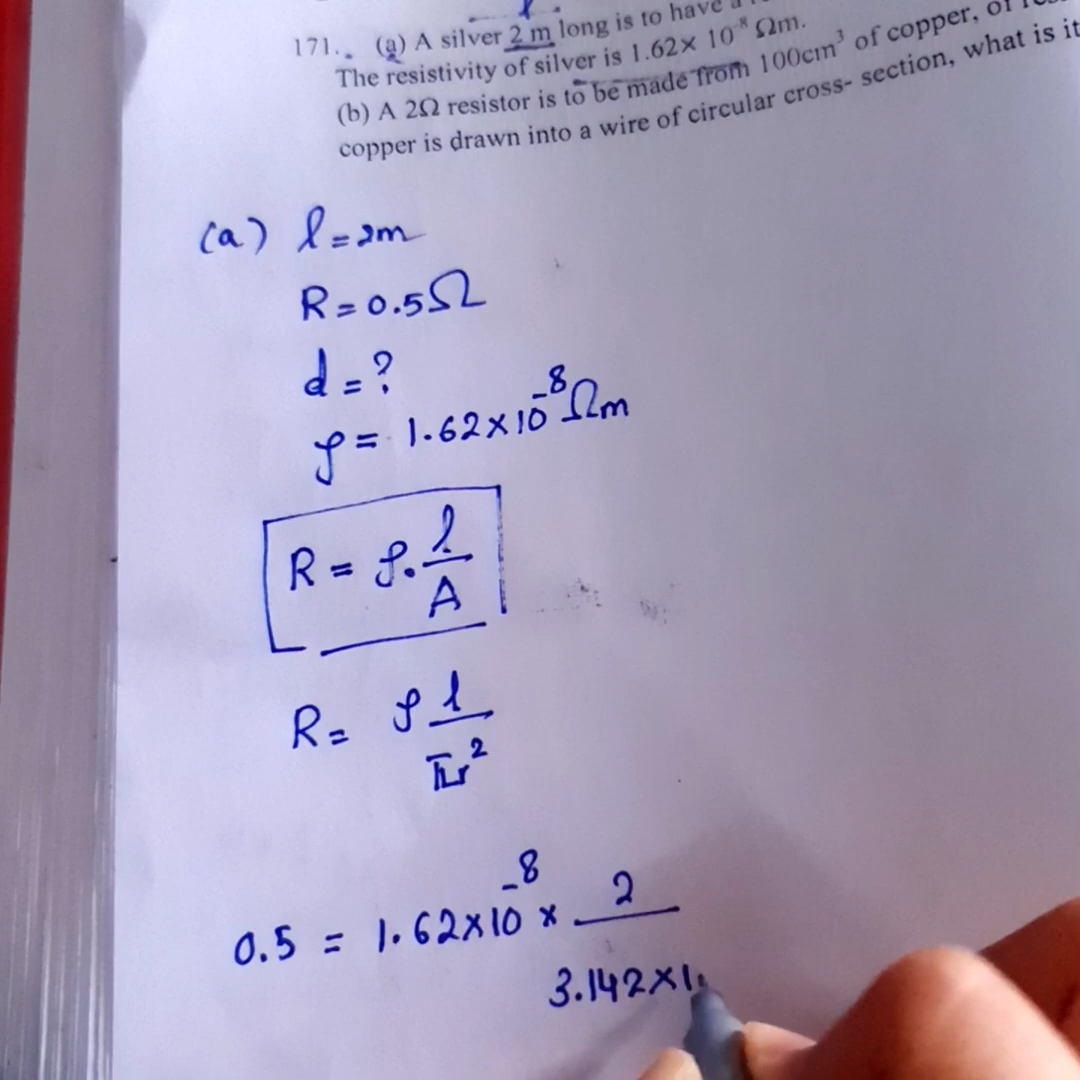 171. (a) A silver 2 m long is to have a
The resistivity of silver is 1.62× 10⁻⁸ Ωm.
(b) A 2Ω resistor is to be made from 100cm³ of copper, of
copper is drawn into a wire of circular cross- section, what is it
(a) l = 2m
R = 0.5Ω
d = ?
ρ = 1.62×10⁻⁸ Ωm
R = ρ. l/A
R = ρ l/πr²
0.5 = 1.62×10⁻⁸ × 2/3.142×